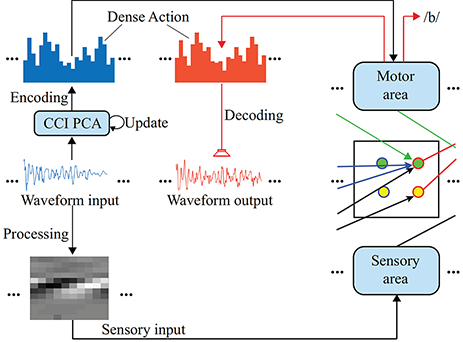 Dense Action
/b/
Motor
area
Encoding
Decoding
CCI PCA
Update
Waveform input
Waveform output
Processing
Sensory
area
Sensory input